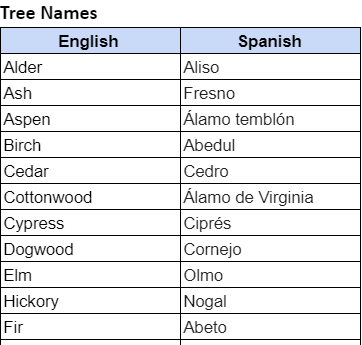 Tree Names
English Spanish
Alder Aliso
Ash Fresno
Aspen Álamo temblón
Birch Abedul
Cedar Cedro
Cottonwood Álamo de Virginia
Cypress Ciprés
Dogwood Cornejo
Elm Olmo
Hickory Nogal
Fir Abeto